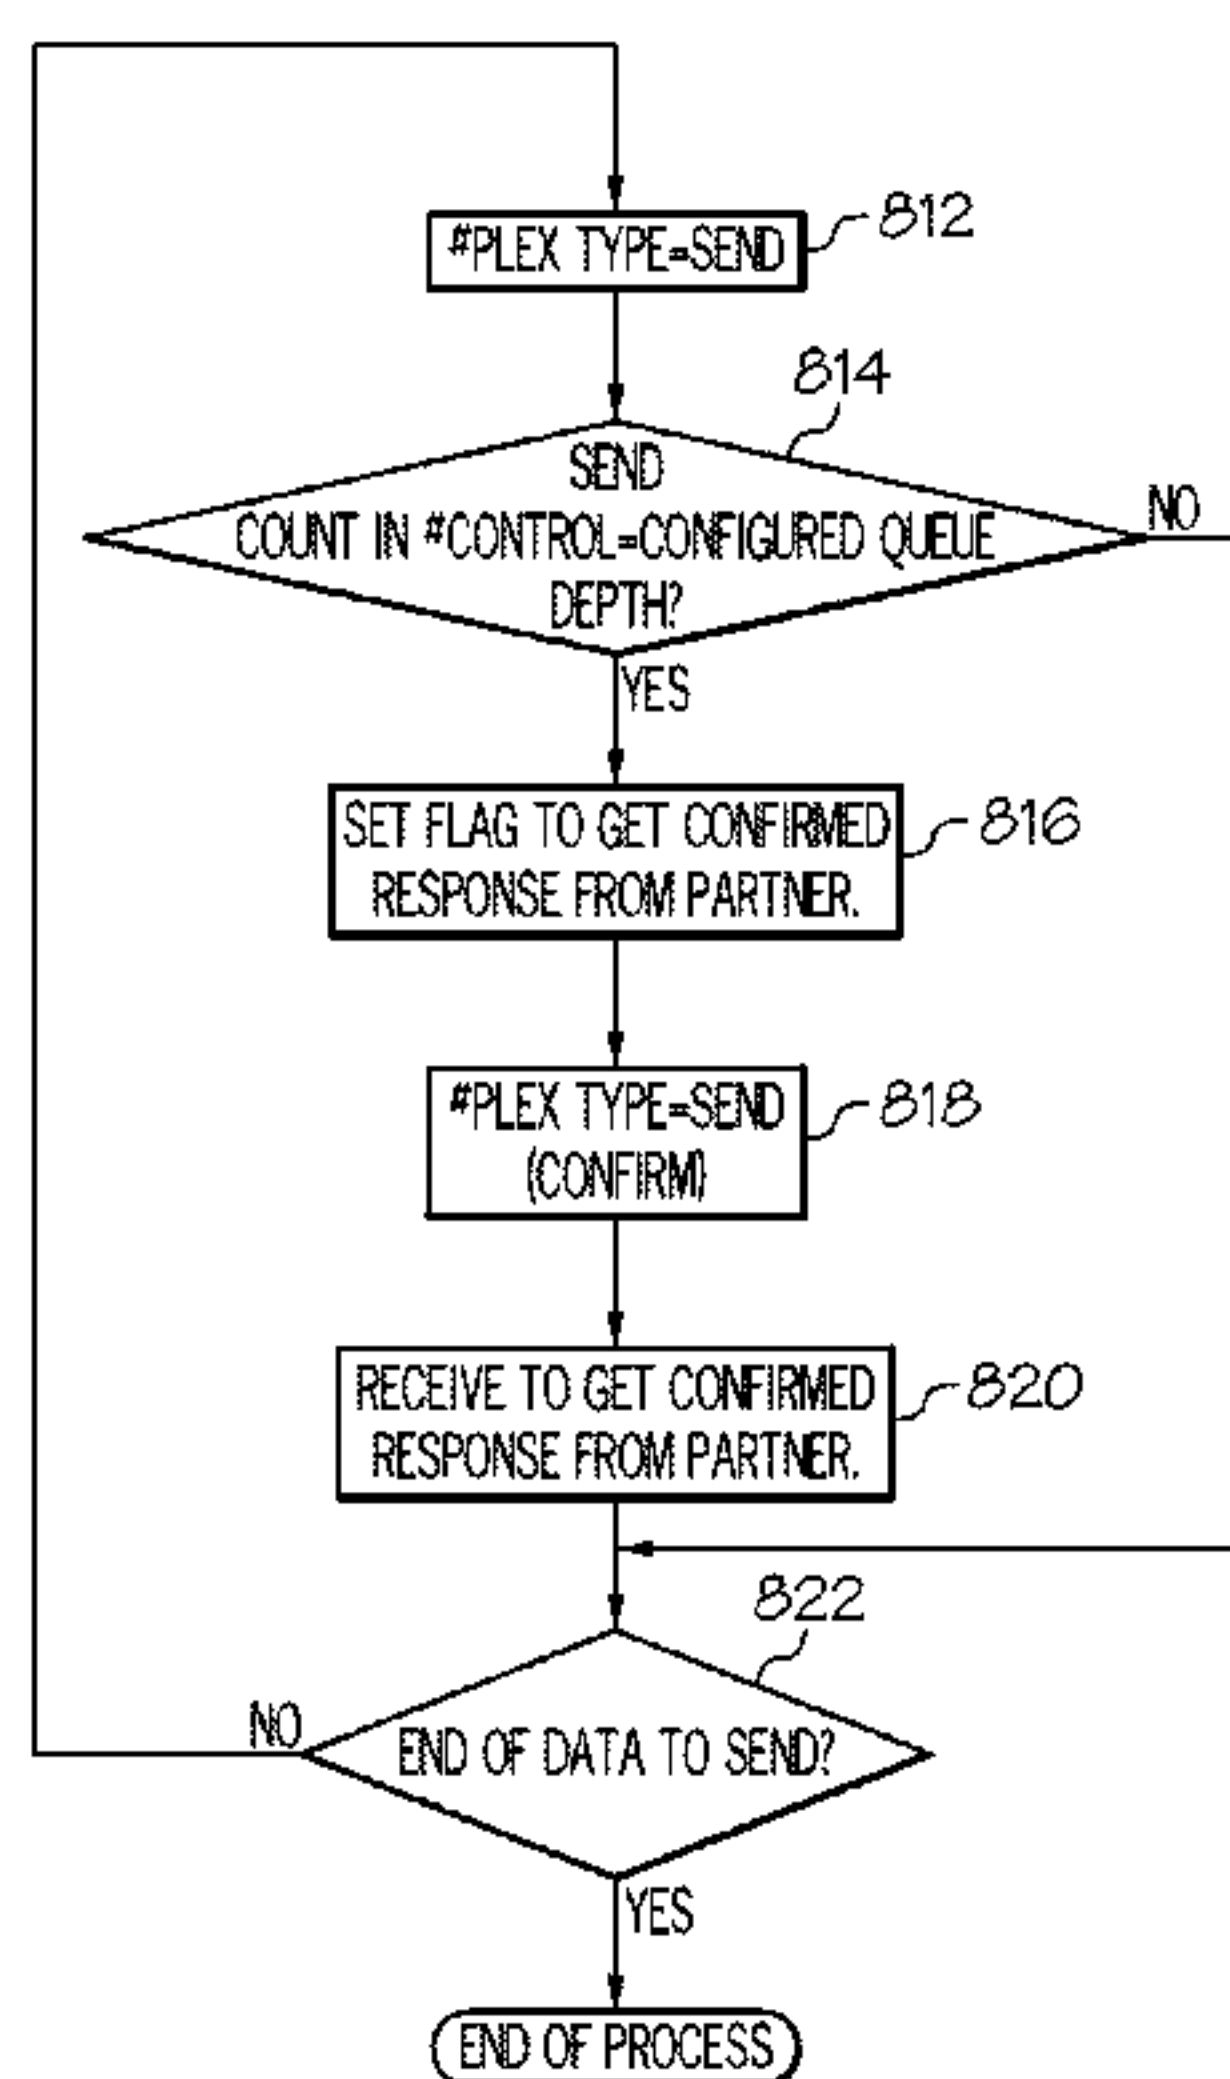 #PLEX TYPE=SEND
812
814
SEND
COUNT IN #CONTROL=CONFIGURED QUEUE
DEPTH?
NO
YES
SET FLAG TO GET CONFIRMED
RESPONSE FROM PARTNER.
816
#PLEX TYPE=SEND
(CONFIRM)
818
RECEIVE TO GET CONFIRMED
RESPONSE FROM PARTNER.
820
822
NO
END OF DATA TO SEND?
YES
END OF PROCESS